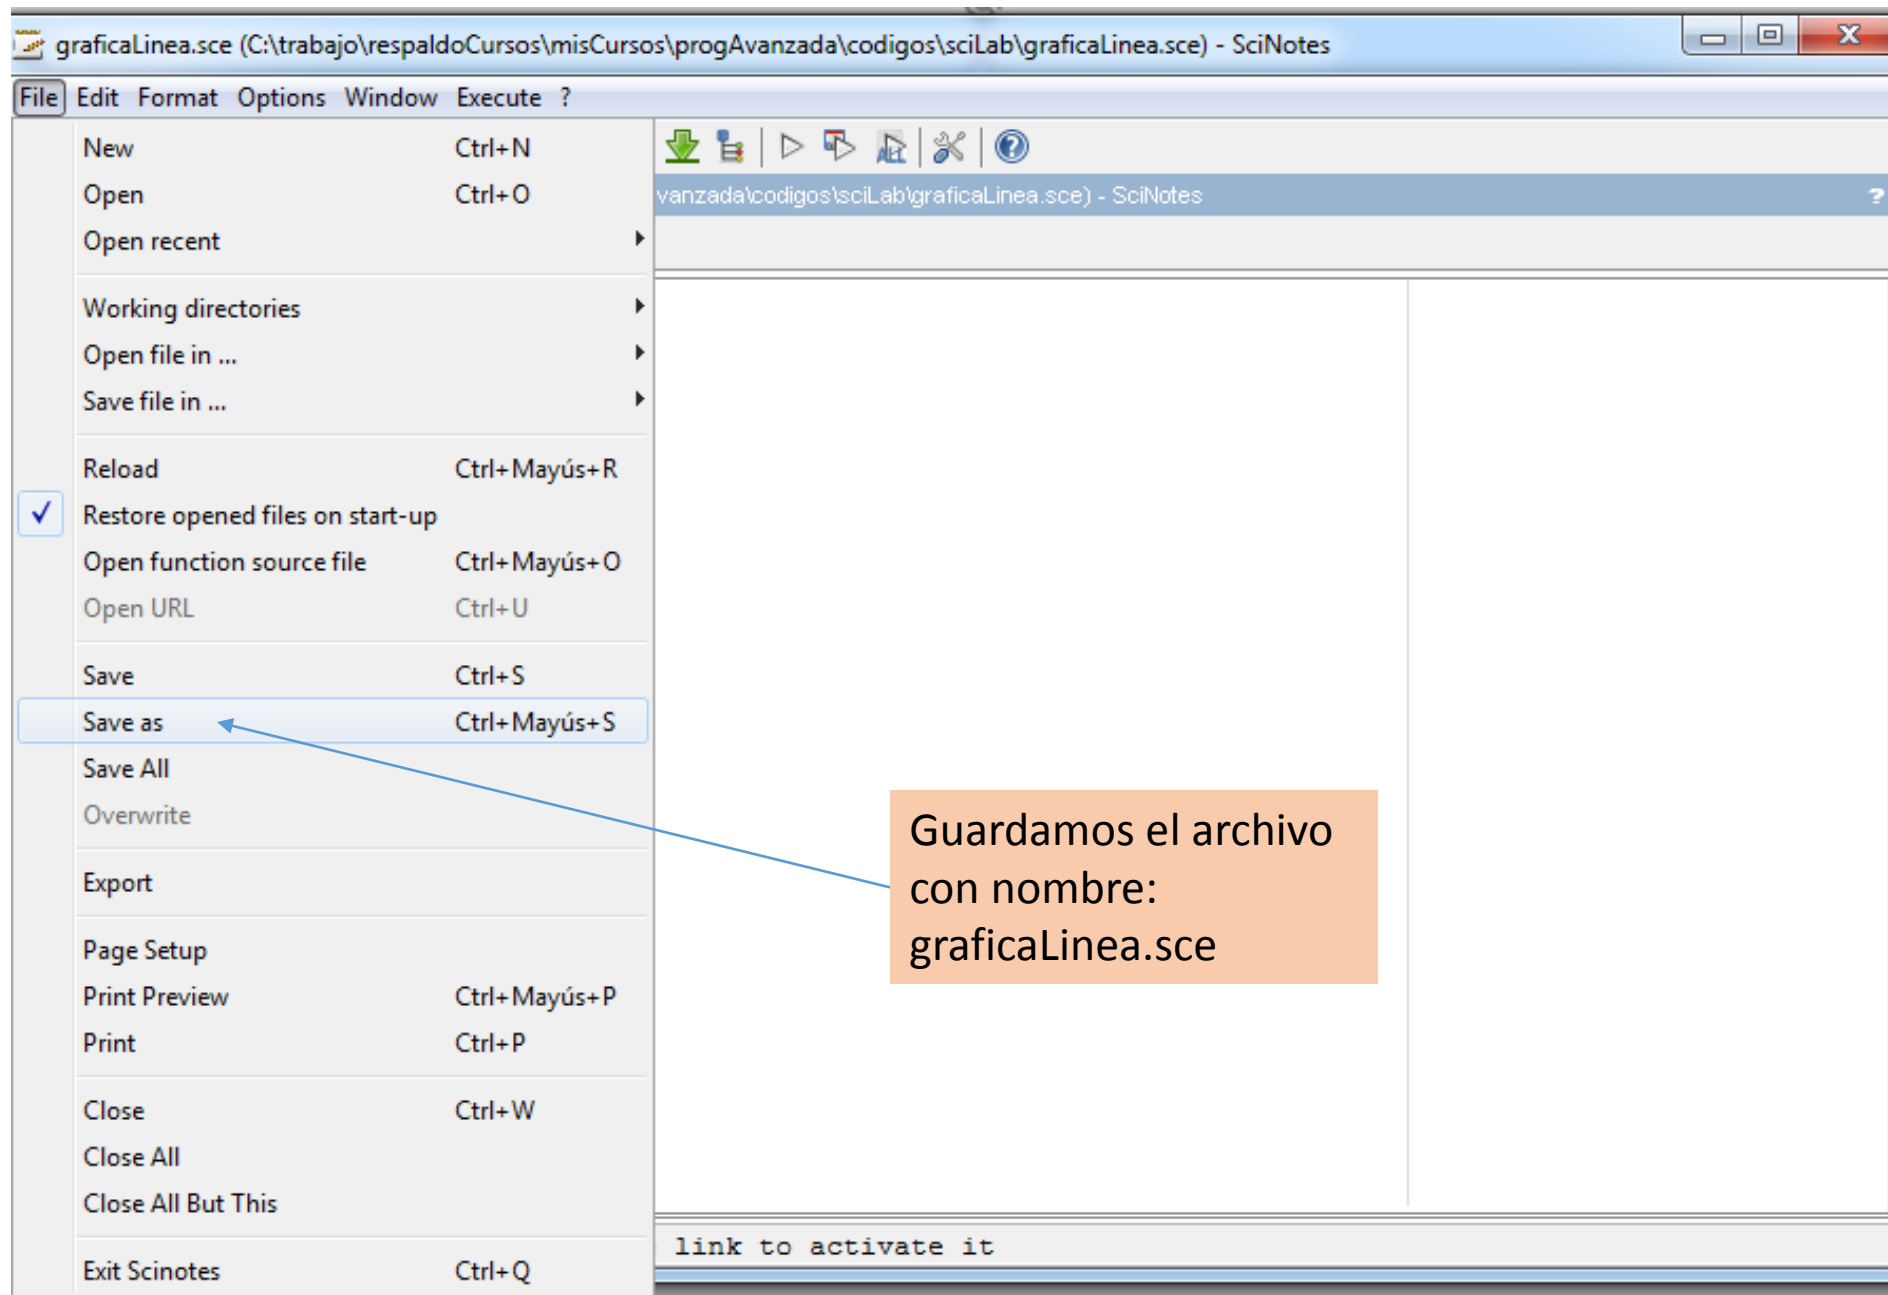 graficaLinea.sce (C:\trabajo\respaldoCursos\misCursos\progAvanzada\codigos\sciLab\graficaLinea.sce) - SciNotes
File Edit Format Options Window Execute ?
New Ctrl+N
Open Ctrl+O
vanzada\codigos\sciLab\graficaLinea.sce) - SciNotes ?
Open recent
Working directories
Open file in ...
Save file in ...
Reload Ctrl+Mayús+R
Restore opened files on start-up
Open function source file Ctrl+Mayús+O
Open URL Ctrl+U
Save Ctrl+S
Save as Ctrl+Mayús+S
Save All
Overwrite
Export
Page Setup
Print Preview Ctrl+Mayús+P
Print Ctrl+P
Close Ctrl+W
Close All
Close All But This
Exit Scinotes Ctrl+Q
Guardamos el archivo
con nombre:
graficaLinea.sce
link to activate it